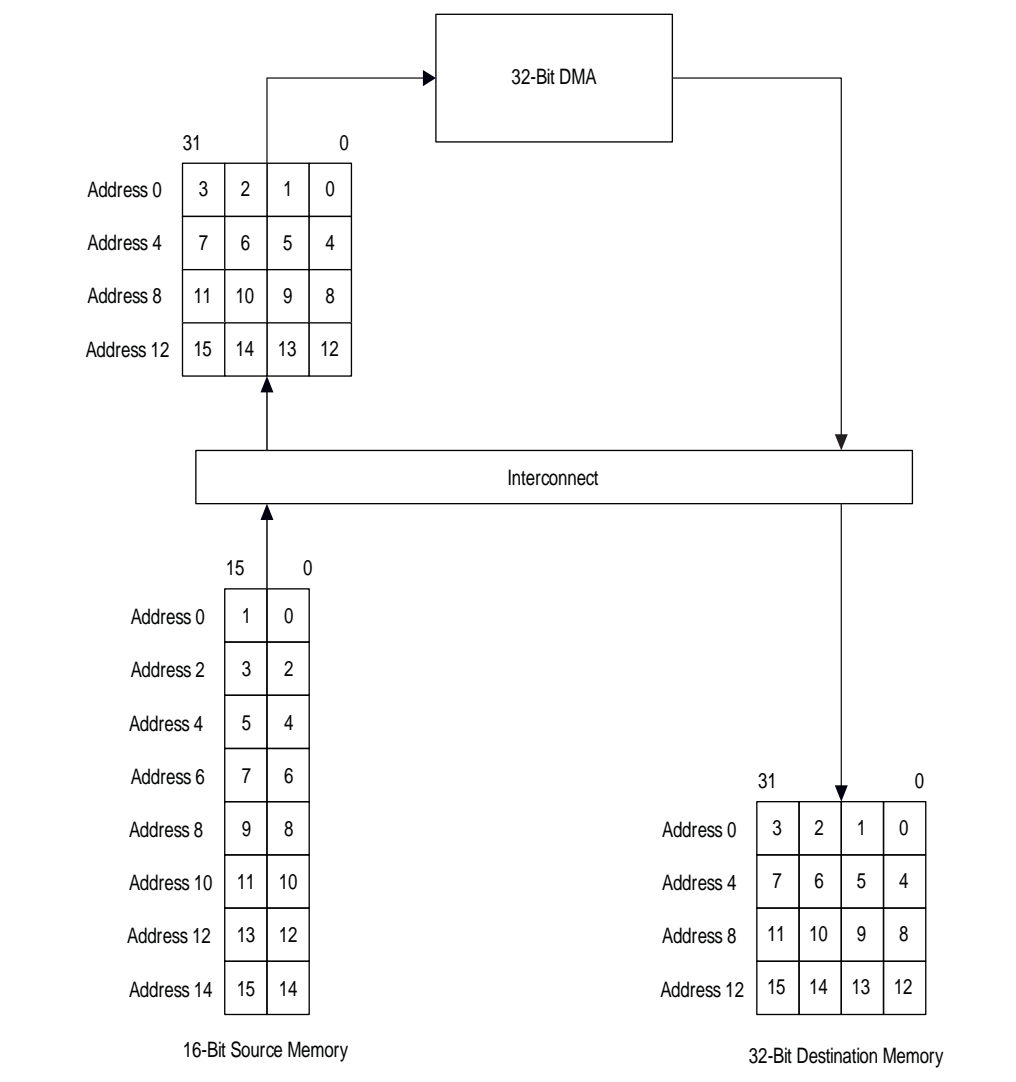 32-Bit DMA
31 0
Address 0 3 2 1 0
Address 4 7 6 5 4
Address 8 11 10 9 8
Address 12 15 14 13 12
Interconnect
15 0
Address 0 1 0
Address 2 3 2
Address 4 5 4
Address 6 7 6
Address 8 9 8
Address 10 11 10
Address 12 13 12
Address 14 15 14
16-Bit Source Memory
31 0
Address 0 3 2 1 0
Address 4 7 6 5 4
Address 8 11 10 9 8
Address 12 15 14 13 12
32-Bit Destination Memory